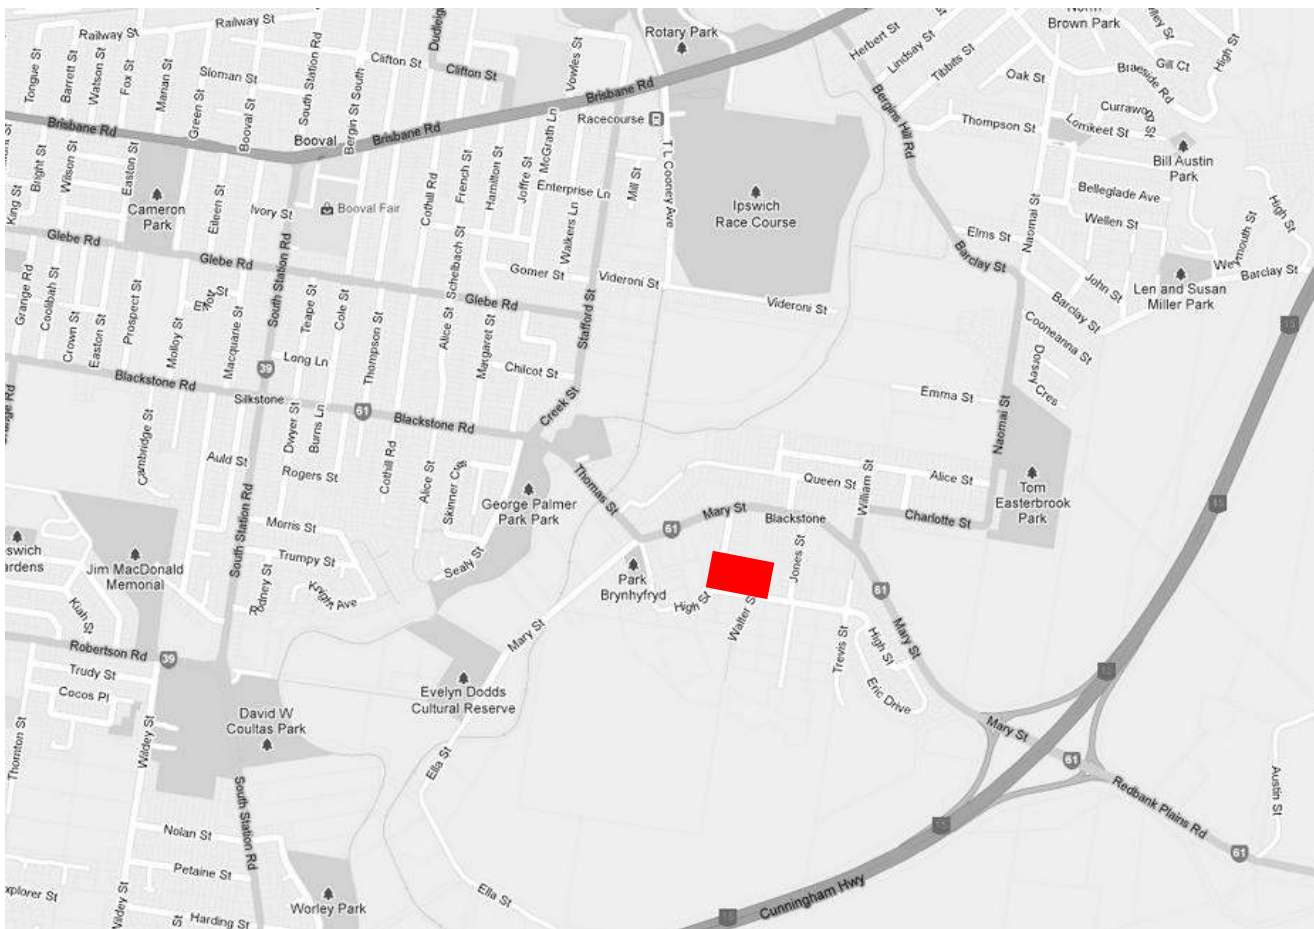 Railway St
Railway St
Rotary Park
North
Brown Park
High St
Herbert St
Lindsay St
Tibbits St
Gill Ct
Braeside Rd
Oak St
Dudleigh
Clifton St
Clifton St
Vowles St
South Station Rd
Tongue St
Barrett St
Watson St
Fox St
Marian St
Sloman St
Green St
Booval St
Bergin St South
Brisbane Rd
Brisbane Rd
Brisbane Rd
Booval
Racecourse
Bergins Hill Rd
Thompson St
Currawong St
Lorrikeet St
Bill Austin
Park
McGrath Ln
T L Cooney Ave
Mill St
Joffre St
Hamilton St
French St
Cothill Rd
Enterprise Ln
Walkers Ln
Ipswich
Race Course
Belleglade Ave
Wellen St
Naomai St
High St
Weymouth St
Barclay St
King St
Bright St
Wilson St
Easton St
Cameron
Park
Eileen St
Ivory St
Booval Fair
Glebe Rd
Glebe Rd
Glebe Rd
Gomer St
Videroni St
Videroni St
Elms St
Barclay St
John St
Barclay St
Len and Susan
Miller Park
Cooneanna St
Dorsey Cres
15
Grange Rd
Coolibah St
Crown St
Easton St
Prospect St
Molloy St
Macquarie St
South Station Rd
Teape St
Cole St
Thompson St
Alice St
Schelbach St
Margaret St
Stafford St
Long Ln
Chilcot St
Creek St
39
Blackstone Rd
Silkstone
61
Blackstone Rd
Emma St
Naomai St
Cambridge St
Auld St
Dwyer St
Burns Ln
Rogers St
Cothill Rd
Alice St
Skinner Cres
Thomas St
George Palmer
Park Park
Queen St
William St
Alice St
Tom
Easterbrook
Park
15
Charlotte St
Mary St
61
Blackstone
Jones St
South Station Rd
Morris St
Trumpy St
Knight Ave
Rodney St
Sealy St
Jim MacDonald
Memorial
Kiah St
Park
Brynhyfryd
High St
Walter S
61
Mary St
Mary St
Trevis St
High St
Eric Drive
Robertson Rd
39
Trudy St
Cocos Pl
Evelyn Dodds
Cultural Reserve
David W
Coultas Park
Thornton St
Wildey St
Ella St
15
Mary St
61
Redbank Plains Rd
Austin St
61
South Station Rd
Nolan St
Petaine St
Explorer St
Wildey St
Harding St
Worley Park
Ella St
15
Cunningham Hwy
15